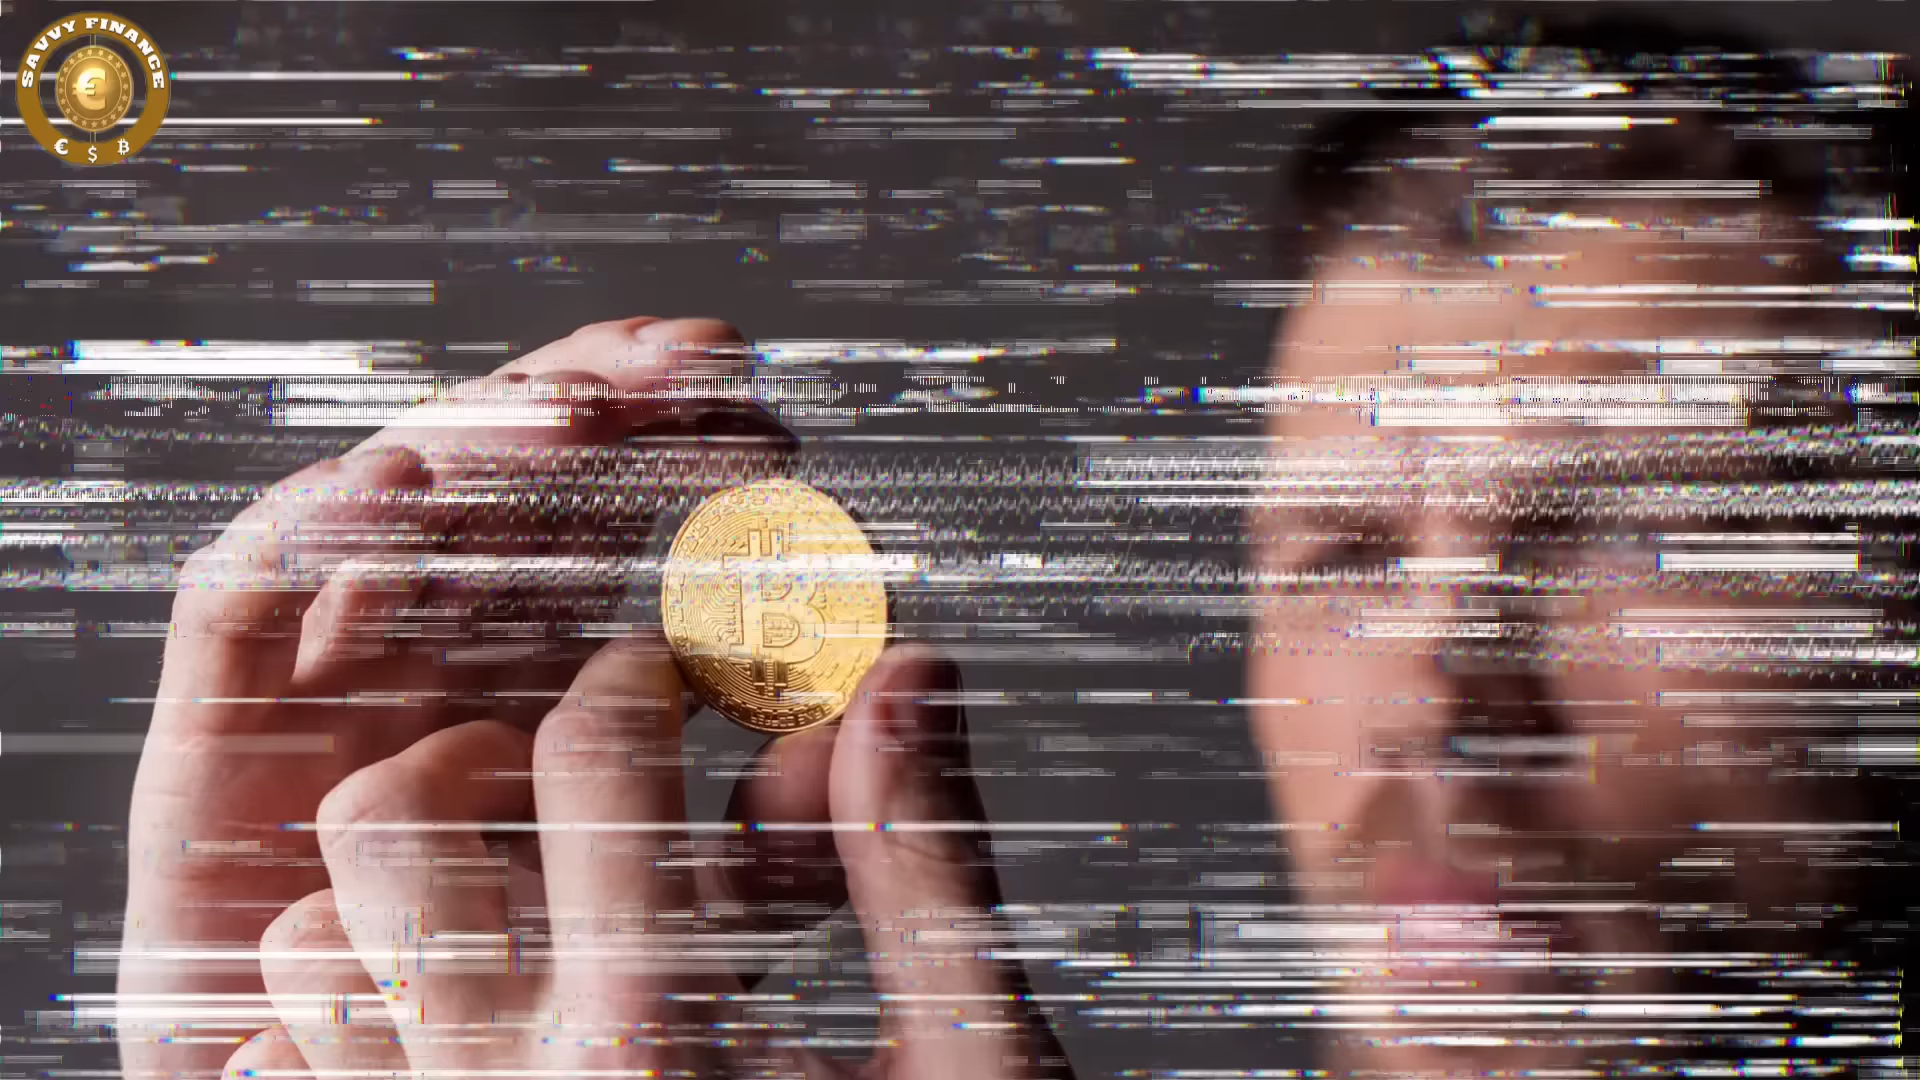 SAVVY FINANCE
€
€ $ ₿